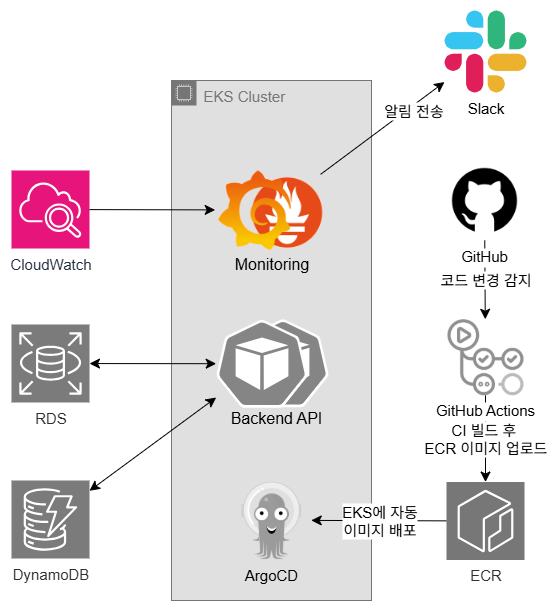 Slack
알림 전송
EKS Cluster
CloudWatch
Monitoring
GitHub
코드 변경 감지
RDS
Backend API
GitHub Actions
CI 빌드 후
ECR 이미지 업로드
DynamoDB
ArgoCD
EKS에 자동
이미지 배포
ECR